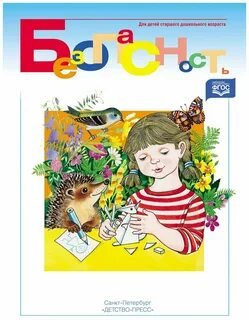 Для детей старшего дошкольного возраста
Безопасность
ФГОС
Санкт-Петербург
«ДЕТСТВО-ПРЕСС»